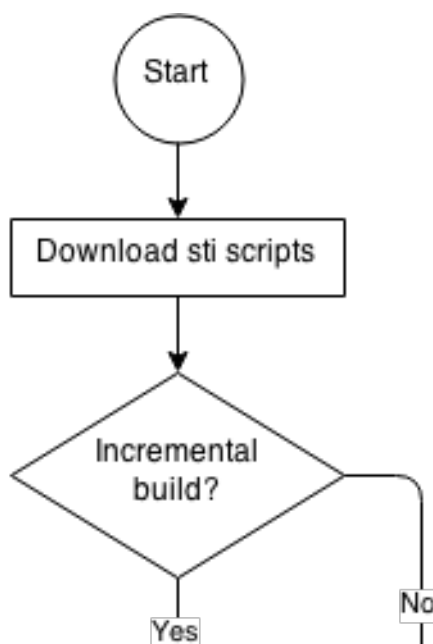 Start
Download sti scripts
Incremental
build?
No
Yes